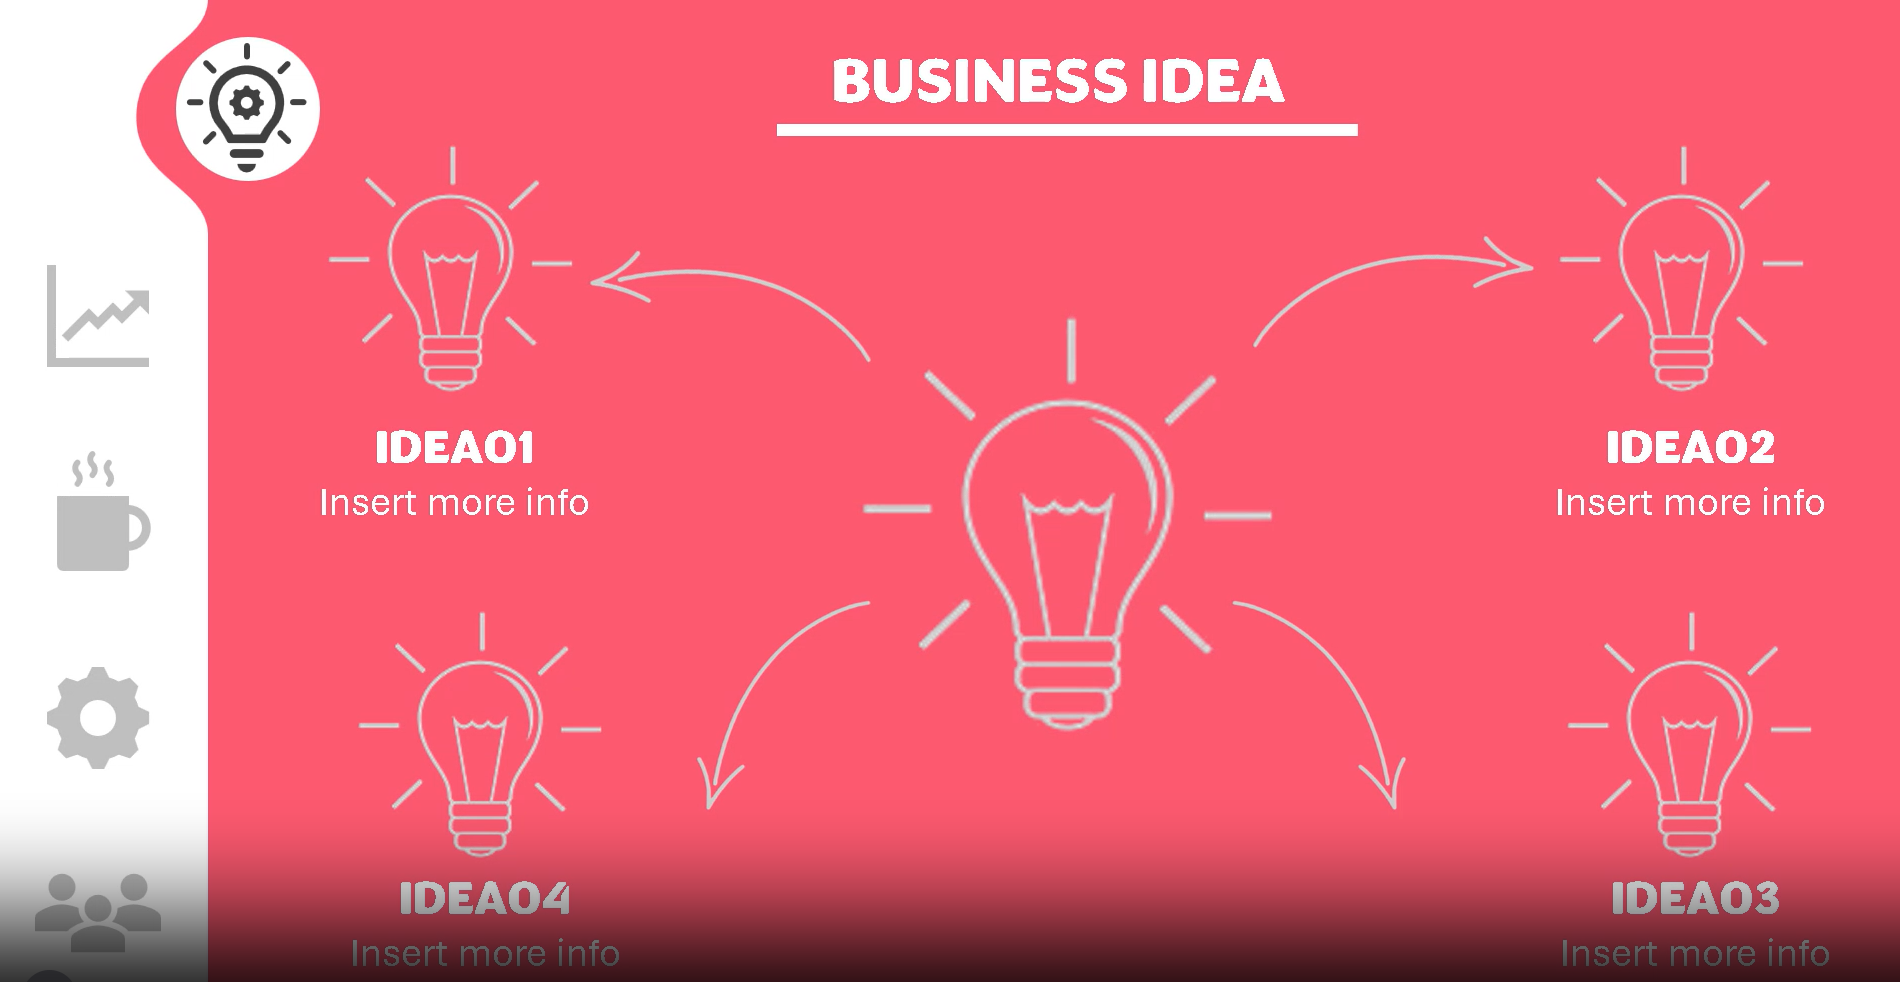 BUSINESS IDEA
IDEA01
Insert more info
IDEA02
Insert more info
IDEA04
Insert more info
IDEA03
Insert more info